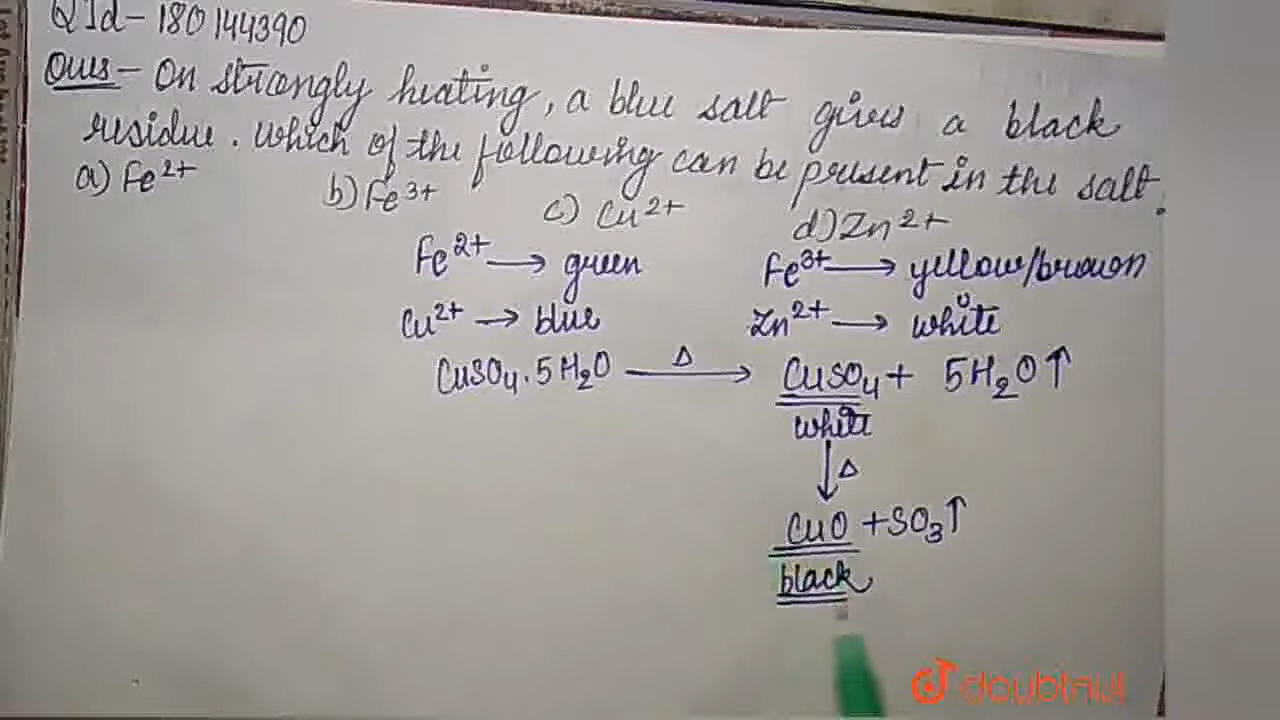 QId-180144390
Ques- On strongly heating, a blue salt gives a black
residue. Which of the following can be present in the salt.
a) Fe²⁺ b) Fe³⁺ c) Cu²⁺ d) Zn²⁺
Fe²⁺ → green Fe³⁺ → yellow/brown
Cu²⁺ → blue Zn²⁺ → white
CuSO₄.5H₂O —Δ→ CuSO₄ + 5H₂O↑
white
↓Δ
CuO + SO₃↑
black
doubtnut